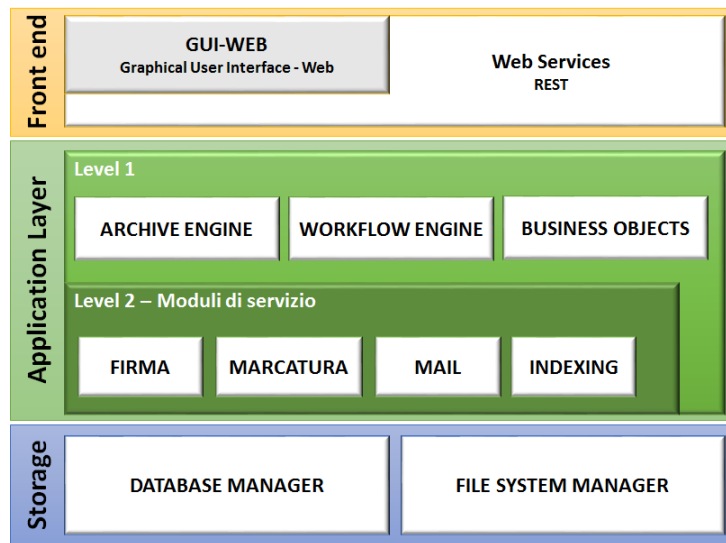 Front end
GUI-WEB
Graphical User Interface - Web
Web Services
REST
Application Layer
Level 1
ARCHIVE ENGINE
WORKFLOW ENGINE
BUSINESS OBJECTS
Level 2 – Moduli di servizio
FIRMA
MARCATURA
MAIL
INDEXING
Storage
DATABASE MANAGER
FILE SYSTEM MANAGER